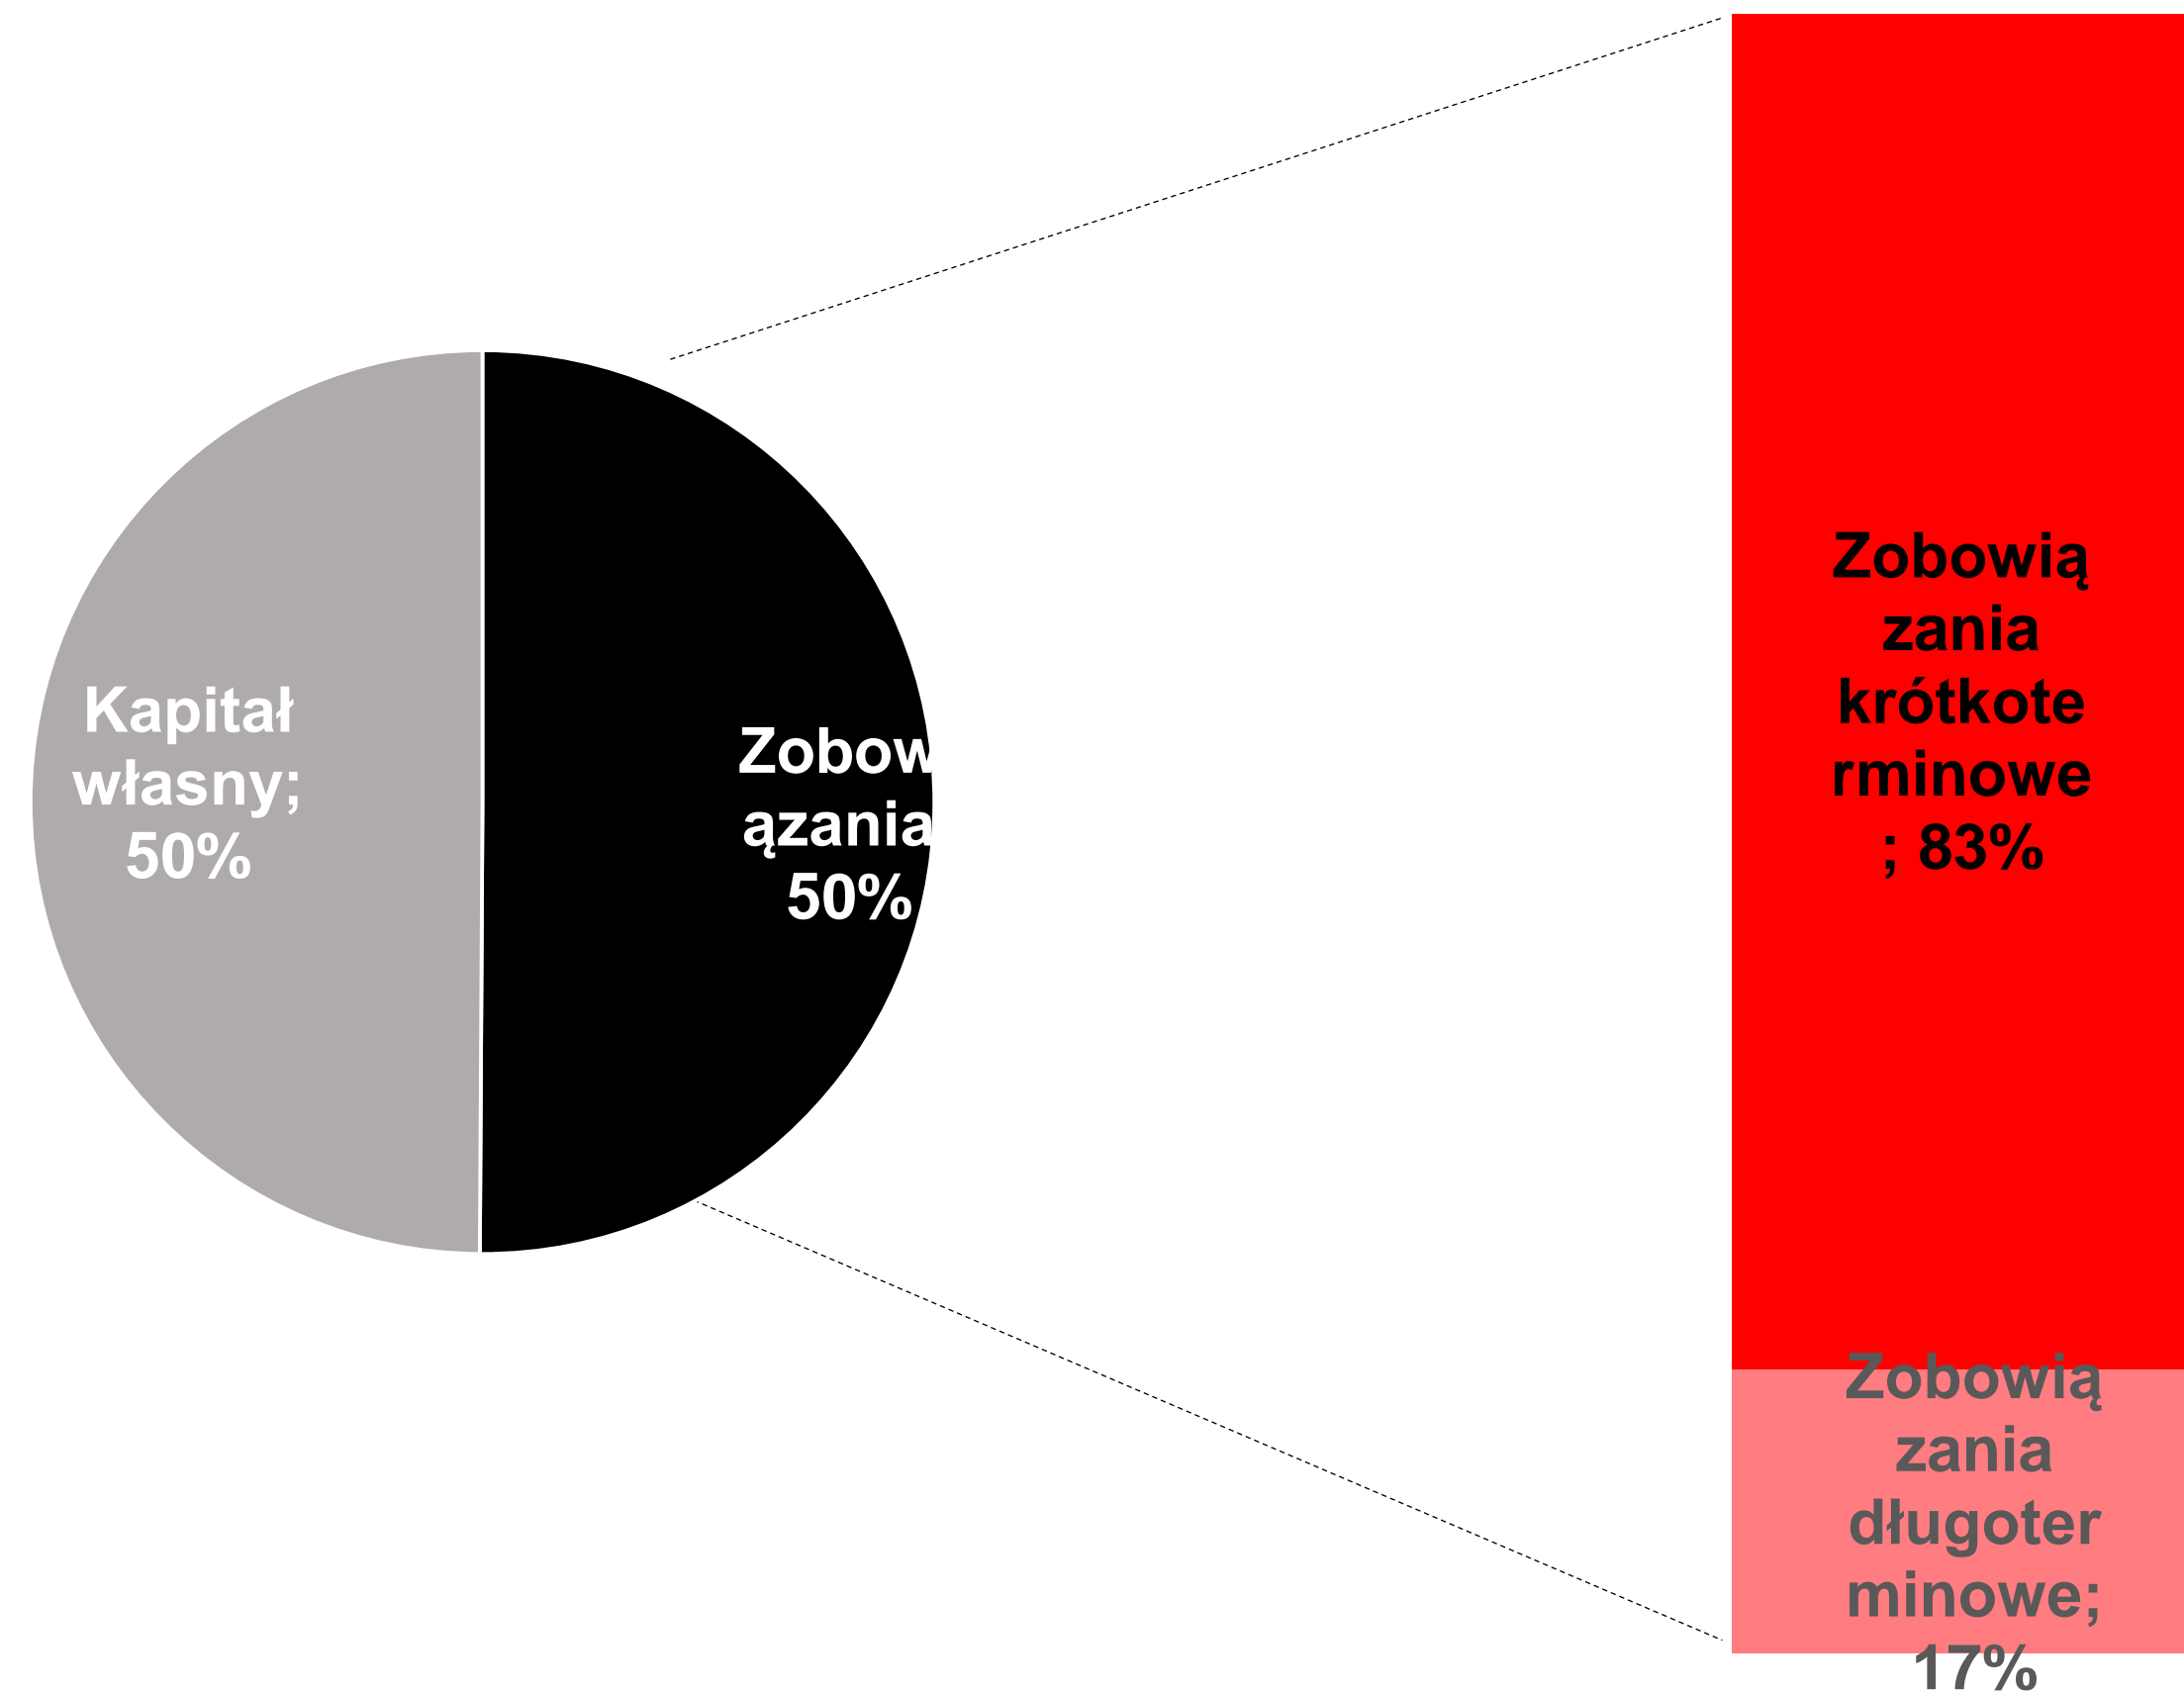 Kapitał
własny;
50%
Zobow
ązania
50%
Zobowią
zania
krótkote
rminowe
; 83%
Zobowią
zania
długoter
minowe;
17%